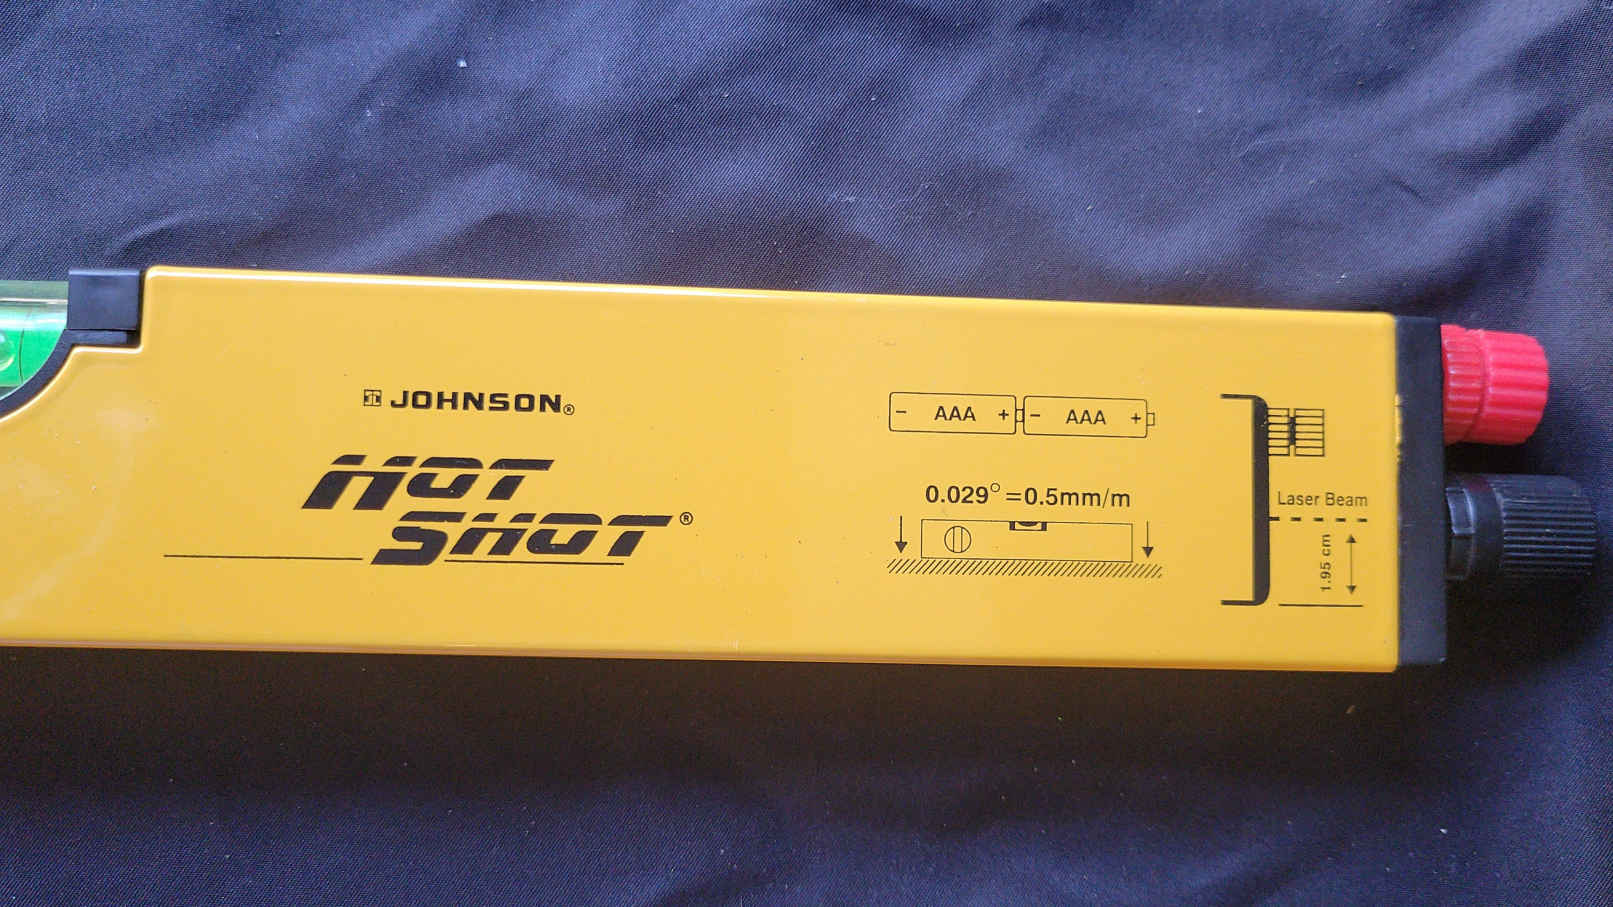 JOHNSON®
HOT
SHOT®
- AAA + - AAA +
0.029° =0.5mm/m
Laser Beam
1.95 cm